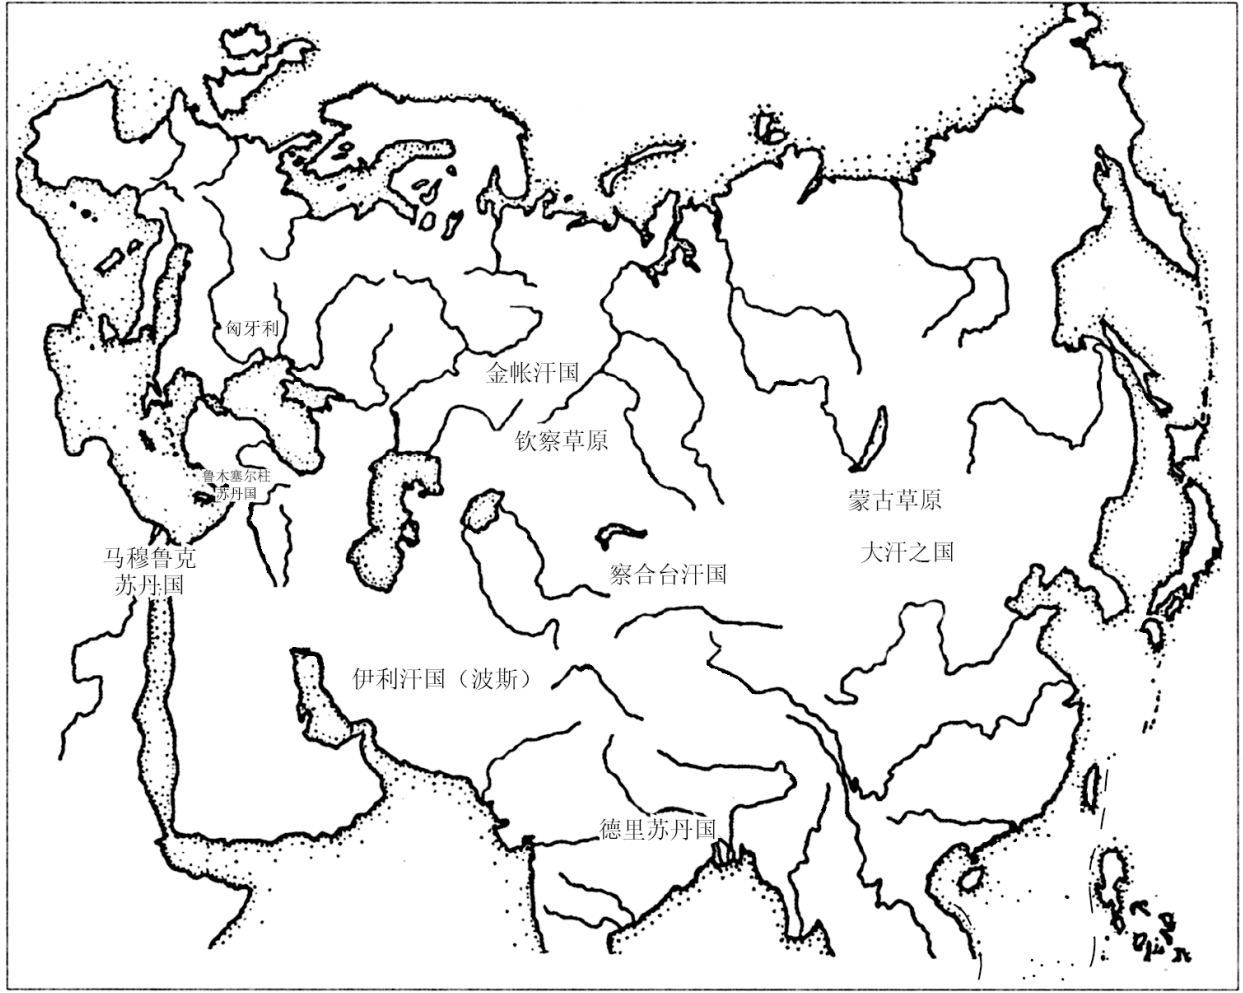 匈牙利
金帐汗国
钦察草原
鲁木塞尔柱
苏丹国
蒙古草原
马穆鲁克
苏丹国
大汗之国
察合台汗国
伊利汗国（波斯）
德里苏丹国